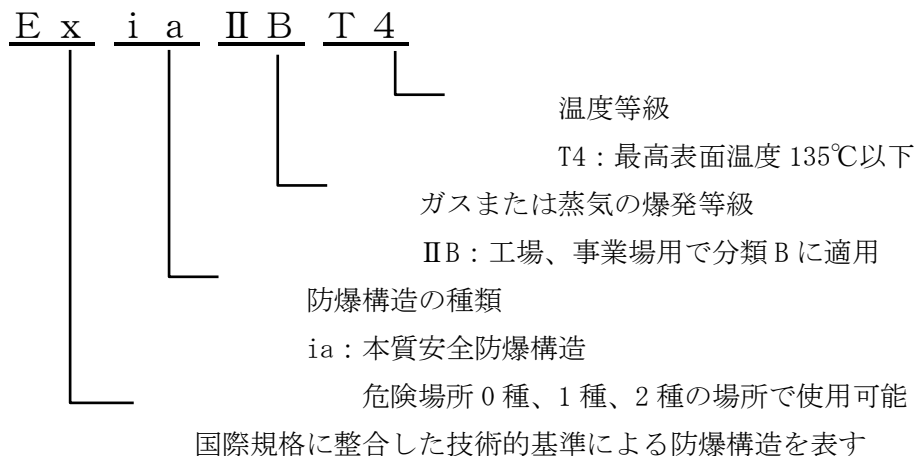 Ｅｘ ｉａ ⅡＢ Ｔ４
温度等級
T4：最高表面温度 135℃以下
ガスまたは蒸気の爆発等級
ⅡB：工場、事業場用で分類 B に適用
防爆構造の種類
ia：本質安全防爆構造
危険場所 0 種、1 種、2 種の場所で使用可能
国際規格に整合した技術的基準による防爆構造を表す